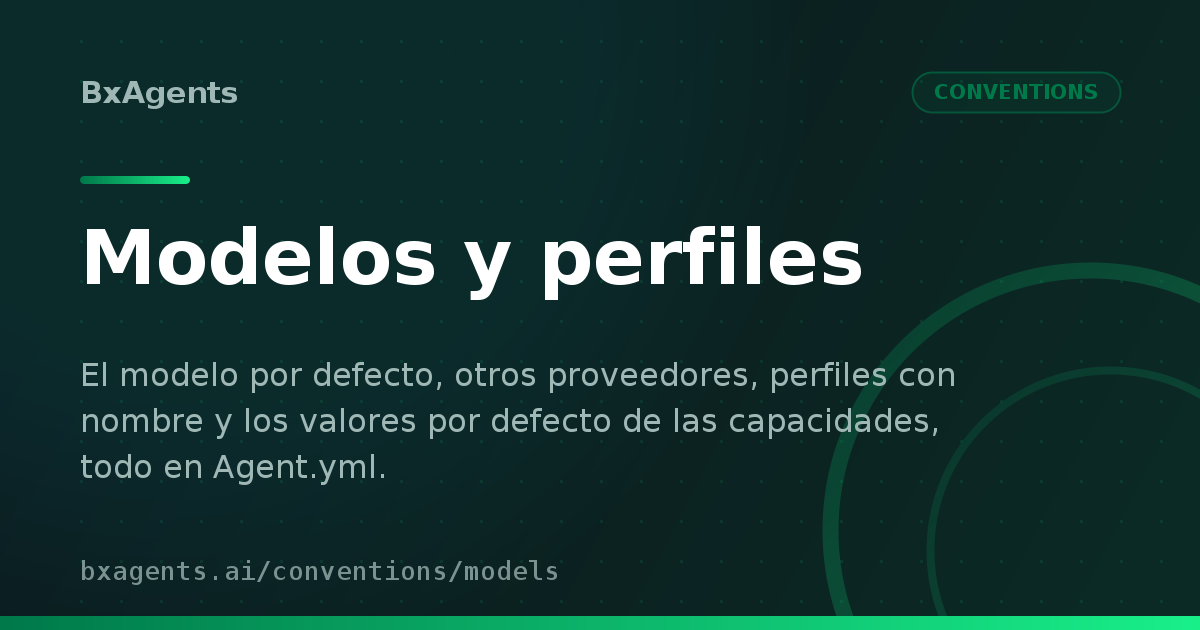 BxAgents
CONVENTIONS
Modelos y perfiles
El modelo por defecto, otros proveedores, perfiles con
nombre y los valores por defecto de las capacidades,
todo en Agent.yml.
bxagents.ai/conventions/models